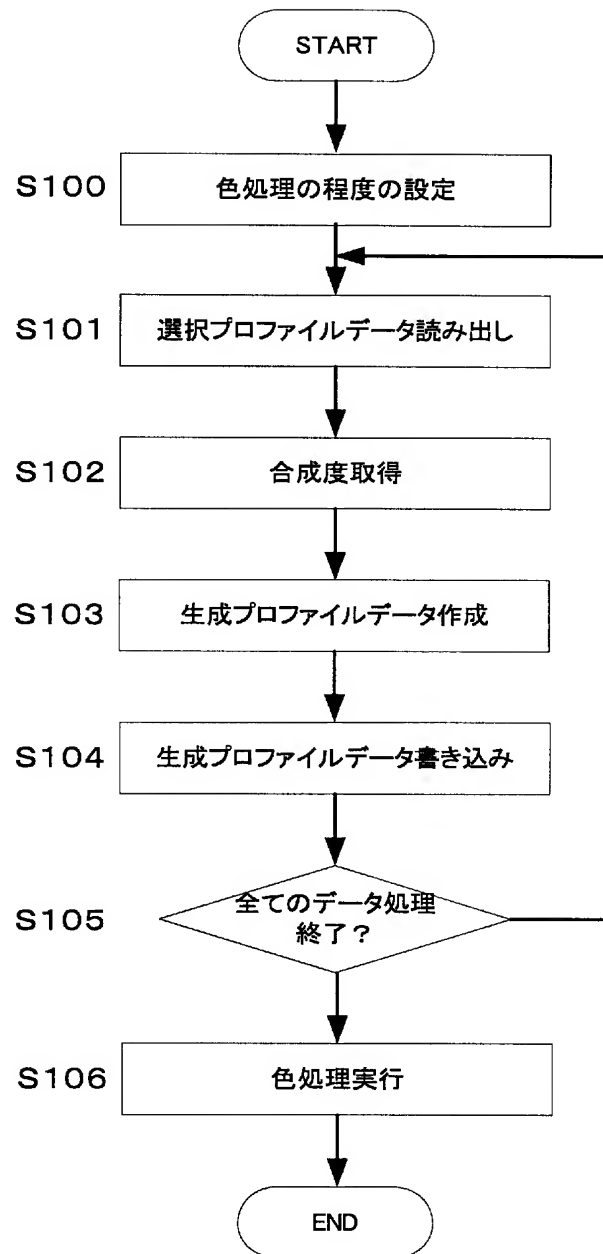 START
S100
色処理の程度の設定
S101
選択プロファイルデータ読み出し
S102
合成度取得
S103
生成プロファイルデータ作成
S104
生成プロファイルデータ書き込み
S105
全てのデータ処理
終了？
S106
色処理実行
END